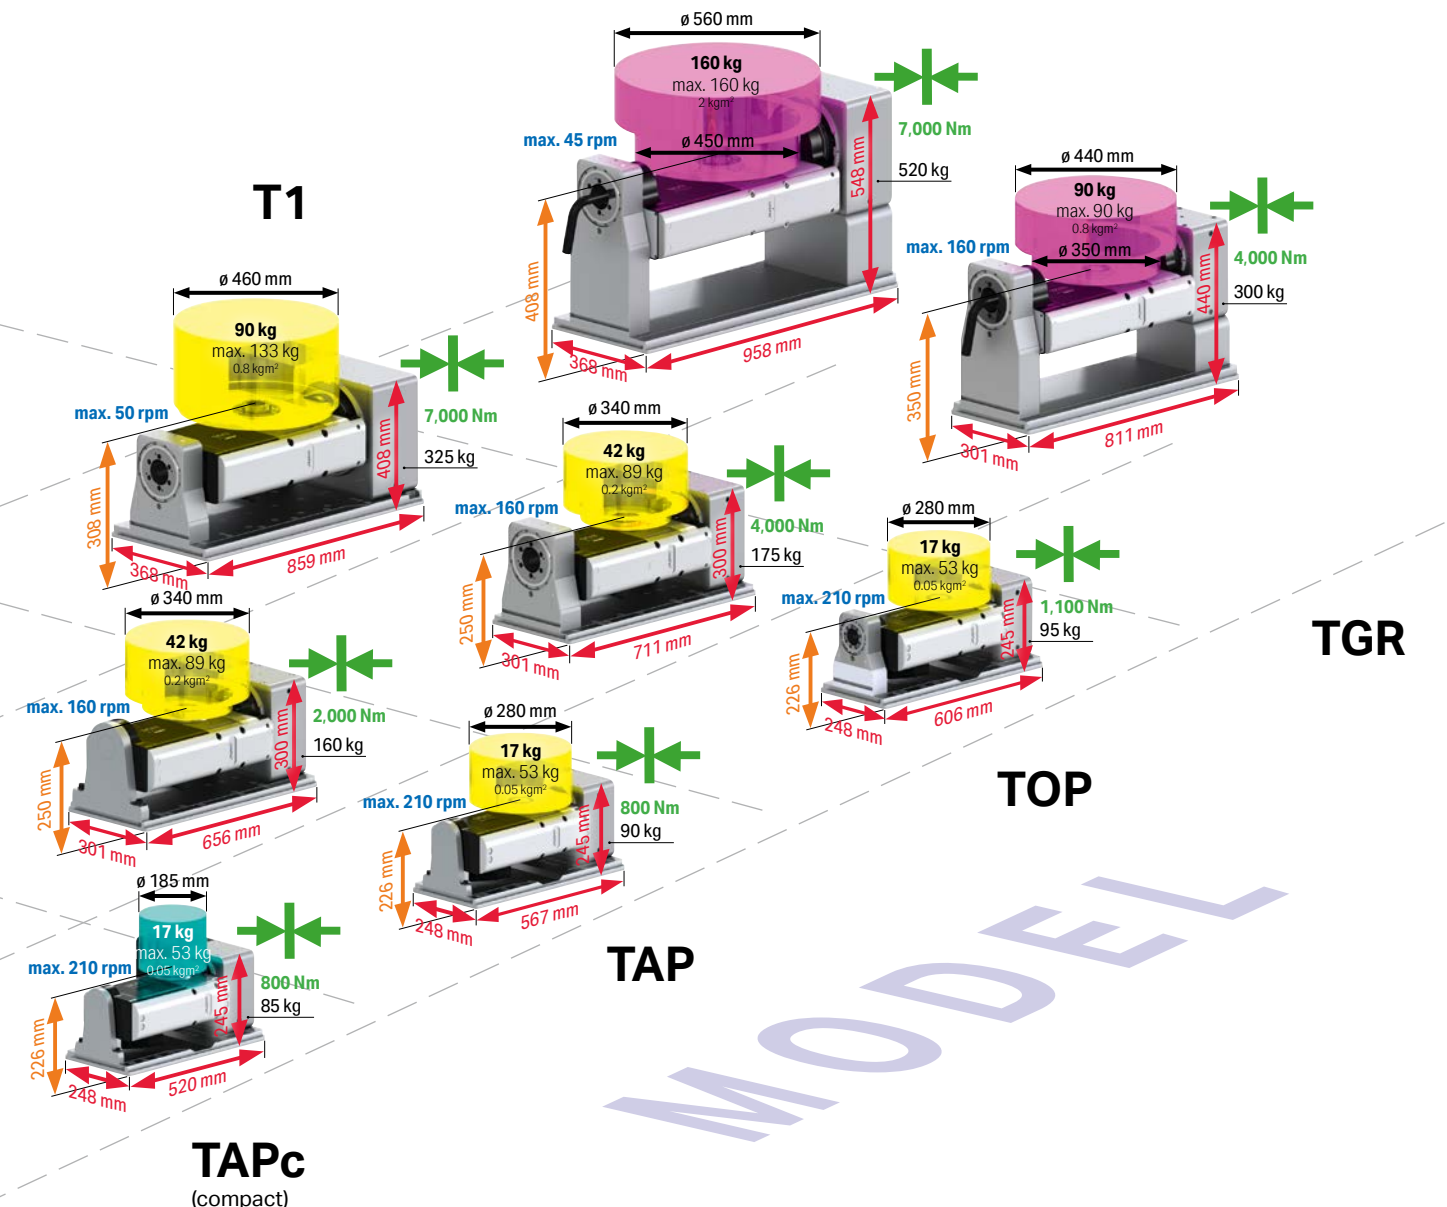 ø 560 mm
160 kg
max. 160 kg
2 kgm²
7,000 Nm
max. 45 rpm
ø 450 mm
548 mm
520 kg
408 mm
368 mm
958 mm
ø 440 mm
90 kg
max. 90 kg
0.8 kgm²
4,000 Nm
max. 160 rpm
ø 350 mm
440 mm
300 kg
350 mm
301 mm
811 mm
T1
ø 460 mm
90 kg
max. 133 kg
0.8 kgm²
7,000 Nm
max. 50 rpm
408 mm
325 kg
308 mm
368 mm
859 mm
ø 340 mm
42 kg
max. 89 kg
0.2 kgm²
4,000 Nm
max. 160 rpm
300 mm
175 kg
250 mm
301 mm
711 mm
ø 280 mm
17 kg
max. 53 kg
0.05 kgm²
1,100 Nm
max. 210 rpm
245 mm
95 kg
226 mm
248 mm
606 mm
TGR
ø 340 mm
42 kg
max. 89 kg
0.2 kgm²
2,000 Nm
max. 160 rpm
300 mm
160 kg
250 mm
301 mm
656 mm
ø 280 mm
17 kg
max. 53 kg
0.05 kgm²
800 Nm
max. 210 rpm
245 mm
90 kg
226 mm
248 mm
567 mm
TOP
ø 185 mm
17 kg
max. 53 kg
0.05 kgm²
800 Nm
max. 210 rpm
245 mm
85 kg
226 mm
248 mm
520 mm
TAP
MODEL
TAPc
(compact)